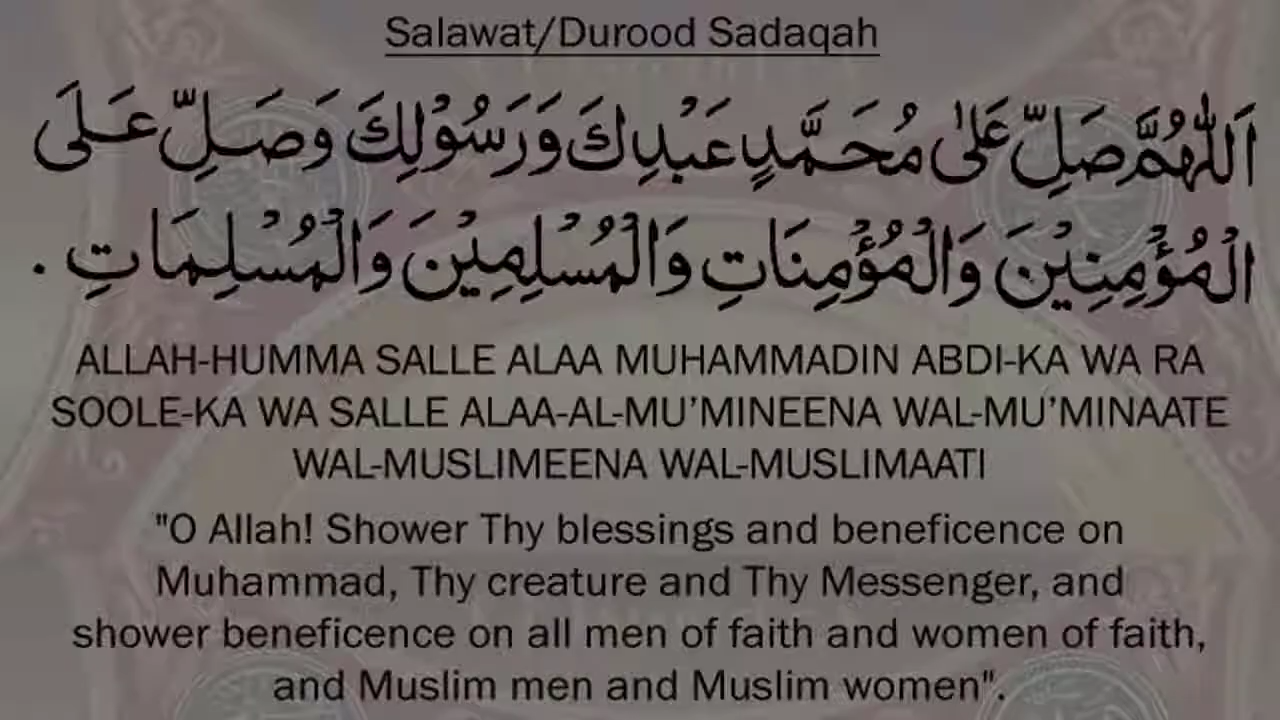 Salawat/Durood Sadaqah
اَللّٰهُمَّ صَلِّ عَلٰى مُحَمَّدٍ عَبْدِكَ وَرَسُوْلِكَ وَصَلِّ عَلَى
الْمُؤْمِنِيْنَ وَالْمُؤْمِنَاتِ وَالْمُسْلِمِيْنَ وَالْمُسْلِمَاتِ .
ALLAH-HUMMA SALLE ALAA MUHAMMADIN ABDI-KA WA RA
SOOLE-KA WA SALLE ALAA-AL-MU’MINEENA WAL-MU’MINAATE
WAL-MUSLIMEENA WAL-MUSLIMAATI
"O Allah! Shower Thy blessings and beneficence on
Muhammad, Thy creature and Thy Messenger, and
shower beneficence on all men of faith and women of faith,
and Muslim men and Muslim women".